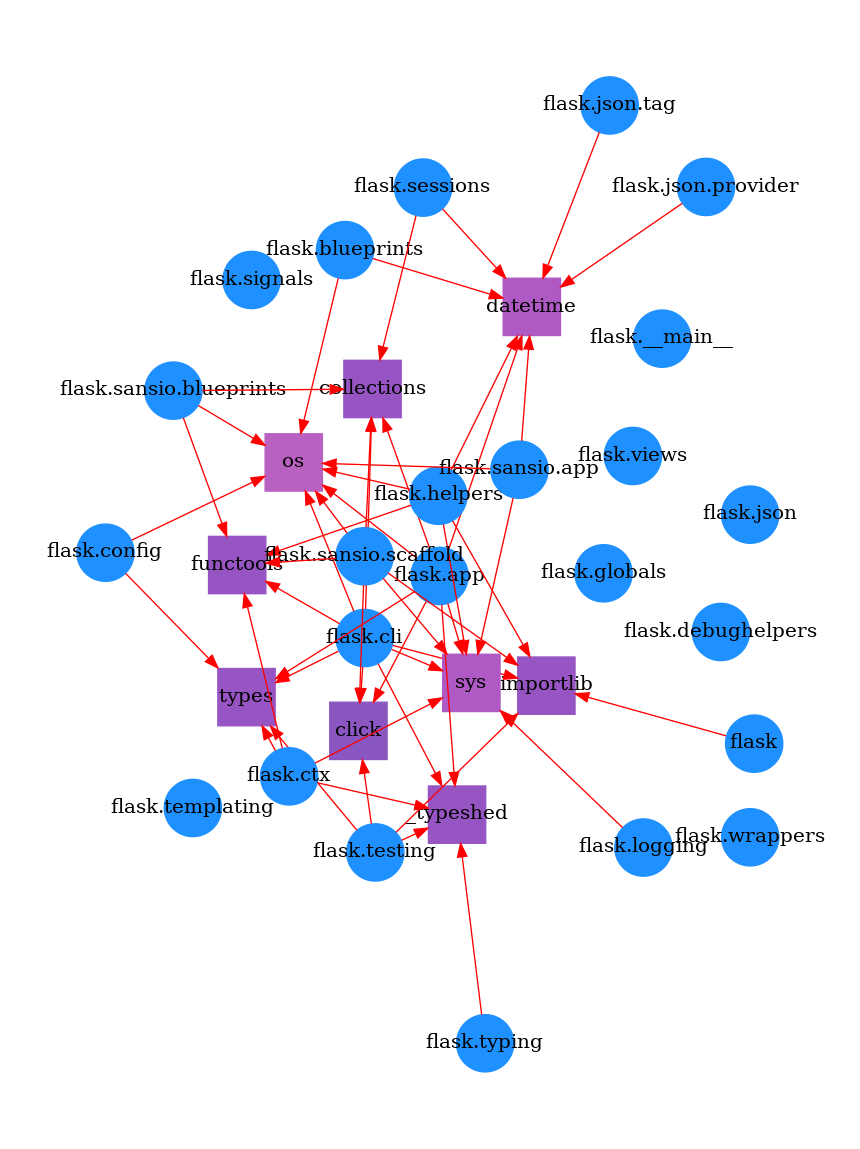 flask.json.tag
flask.sessions
flask.json.provider
flask.blueprints
flask.signals
datetime
flask.__main__
flask.sansio.blueprints
collections
flask.views
os
flask.sansio.app
flask.helpers
flask.json
flask.config
flask.sansio.scaffold
functools
flask.globals
flask.app
flask.debughelpers
flask.cli
sys
importlib
types
click
flask
flask.ctx
flask.templating
_typeshed
flask.wrappers
flask.logging
flask.testing
flask.typing